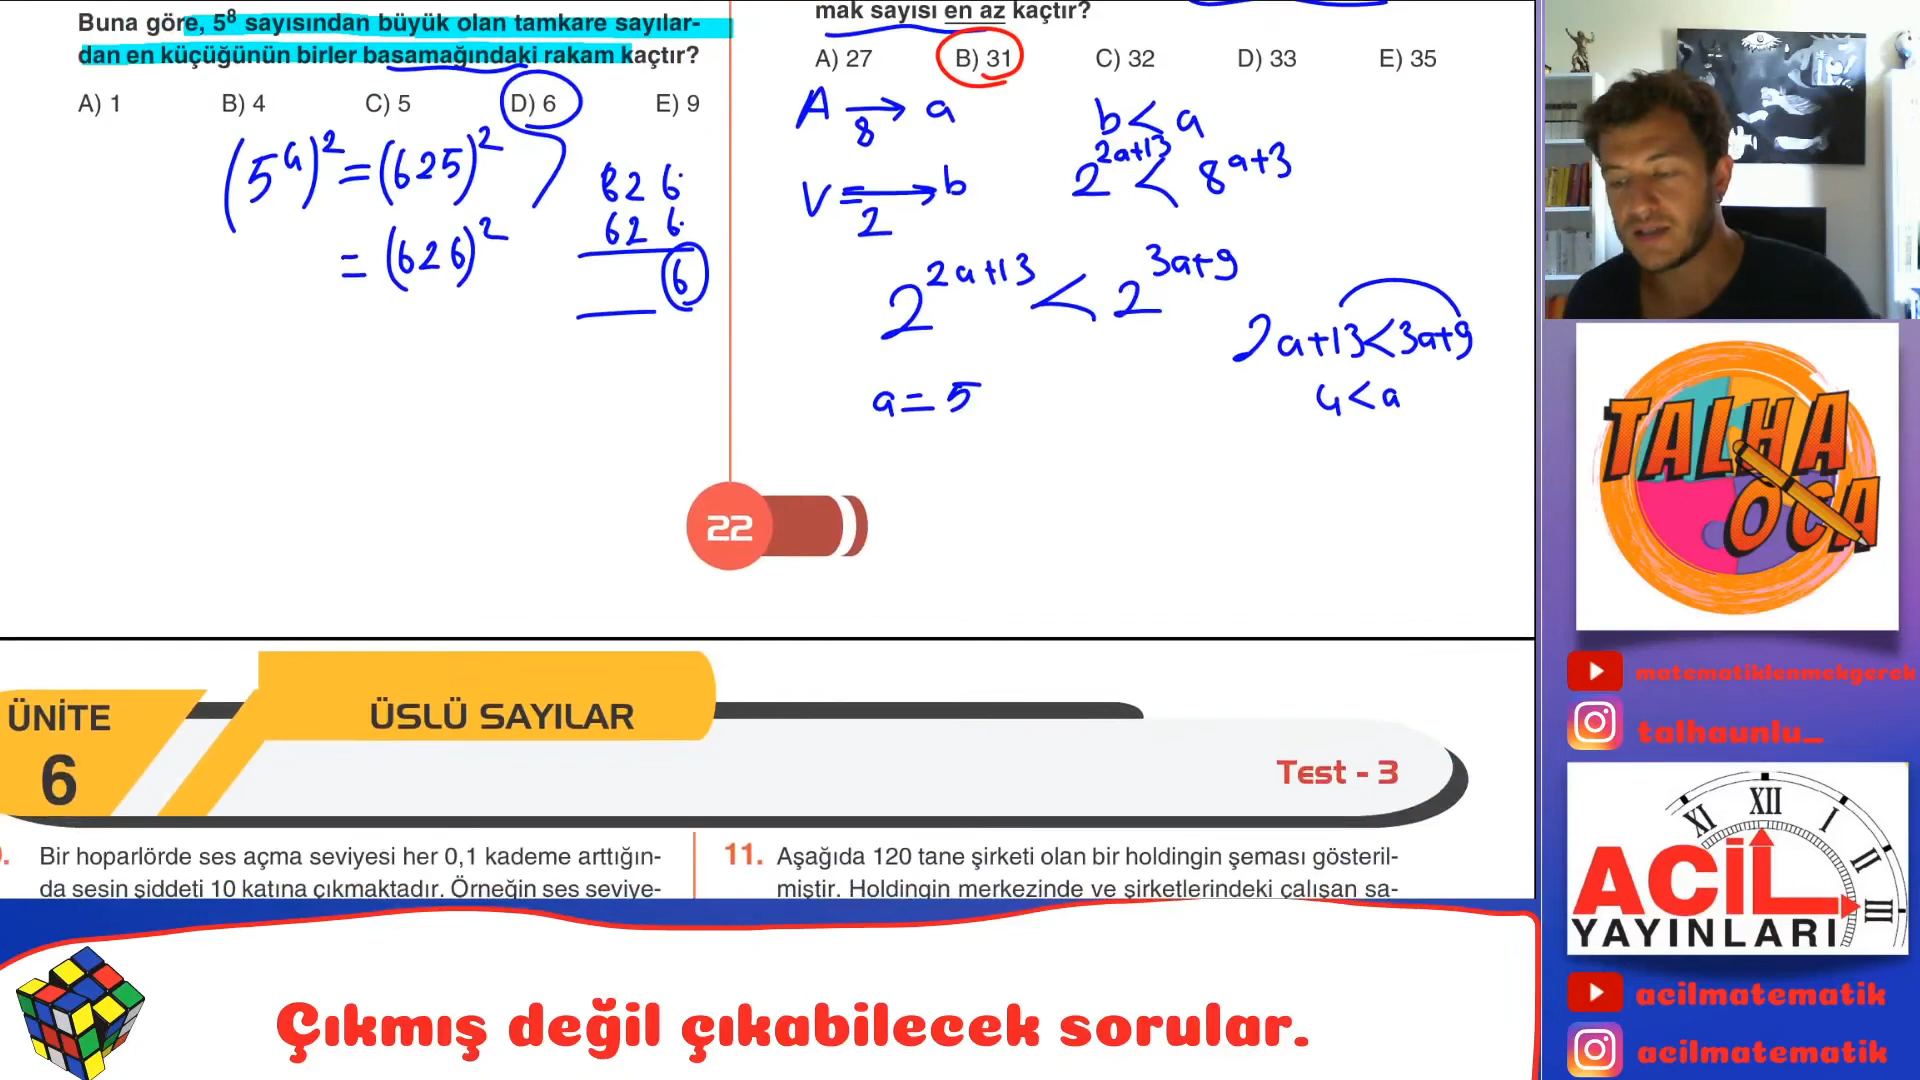 Buna göre, 5⁸ sayısından büyük olan tamkare sayılar-
dan en küçüğünün birler basamağındaki rakam kaçtır?
A) 1 B) 4 C) 5 D) 6 E) 9
(5⁴)² = (625)²
= (626)²
626
626
6
mak sayısı en az kaçtır?
A) 27 B) 31 C) 32 D) 33 E) 35
A → a
8
b < a
V → b
2
2^(2a+13) < 8^(a+3)
2^(2a+13) < 2^(3a+9)
2a+13<3a+9
a = 5
4 < a
22
ÜNİTE
6
ÜSLÜ SAYILAR
Test - 3
Bir hoparlörde ses açma seviyesi her 0,1 kademe arttığın-
da sesin şiddeti 10 katına çıkmaktadır. Örneğin ses seviye-
11. Aşağıda 120 tane şirketi olan bir holdingin şeması gösteril-
miştir. Holdingin merkezinde ve şirketlerindeki çalışan sa-
Çıkmış değil çıkabilecek sorular.
TALHA
OCA
matematiklenmekgerek
talhaunlu_
XI XII I II III
ACİL
YAYINLARI
acilmatematik
acilmatematik